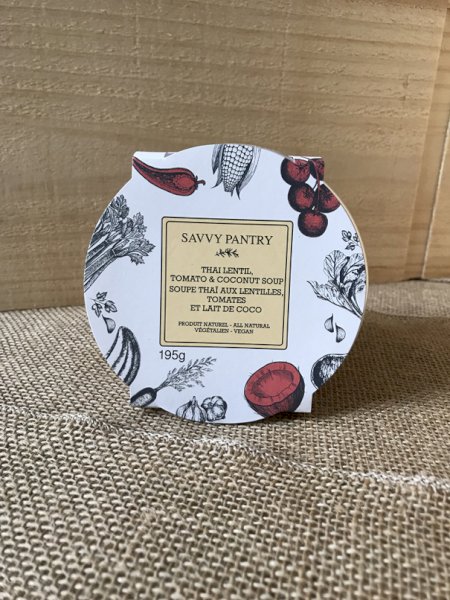 SAVVY PANTRY
THAI LENTIL,
TOMATO & COCONUT SOUP
SOUPE THAÏ AUX LENTILLES,
TOMATES
ET LAIT DE COCO
PRODUIT NATUREL - ALL NATURAL
VÉGÉTALIEN - VEGAN
195g